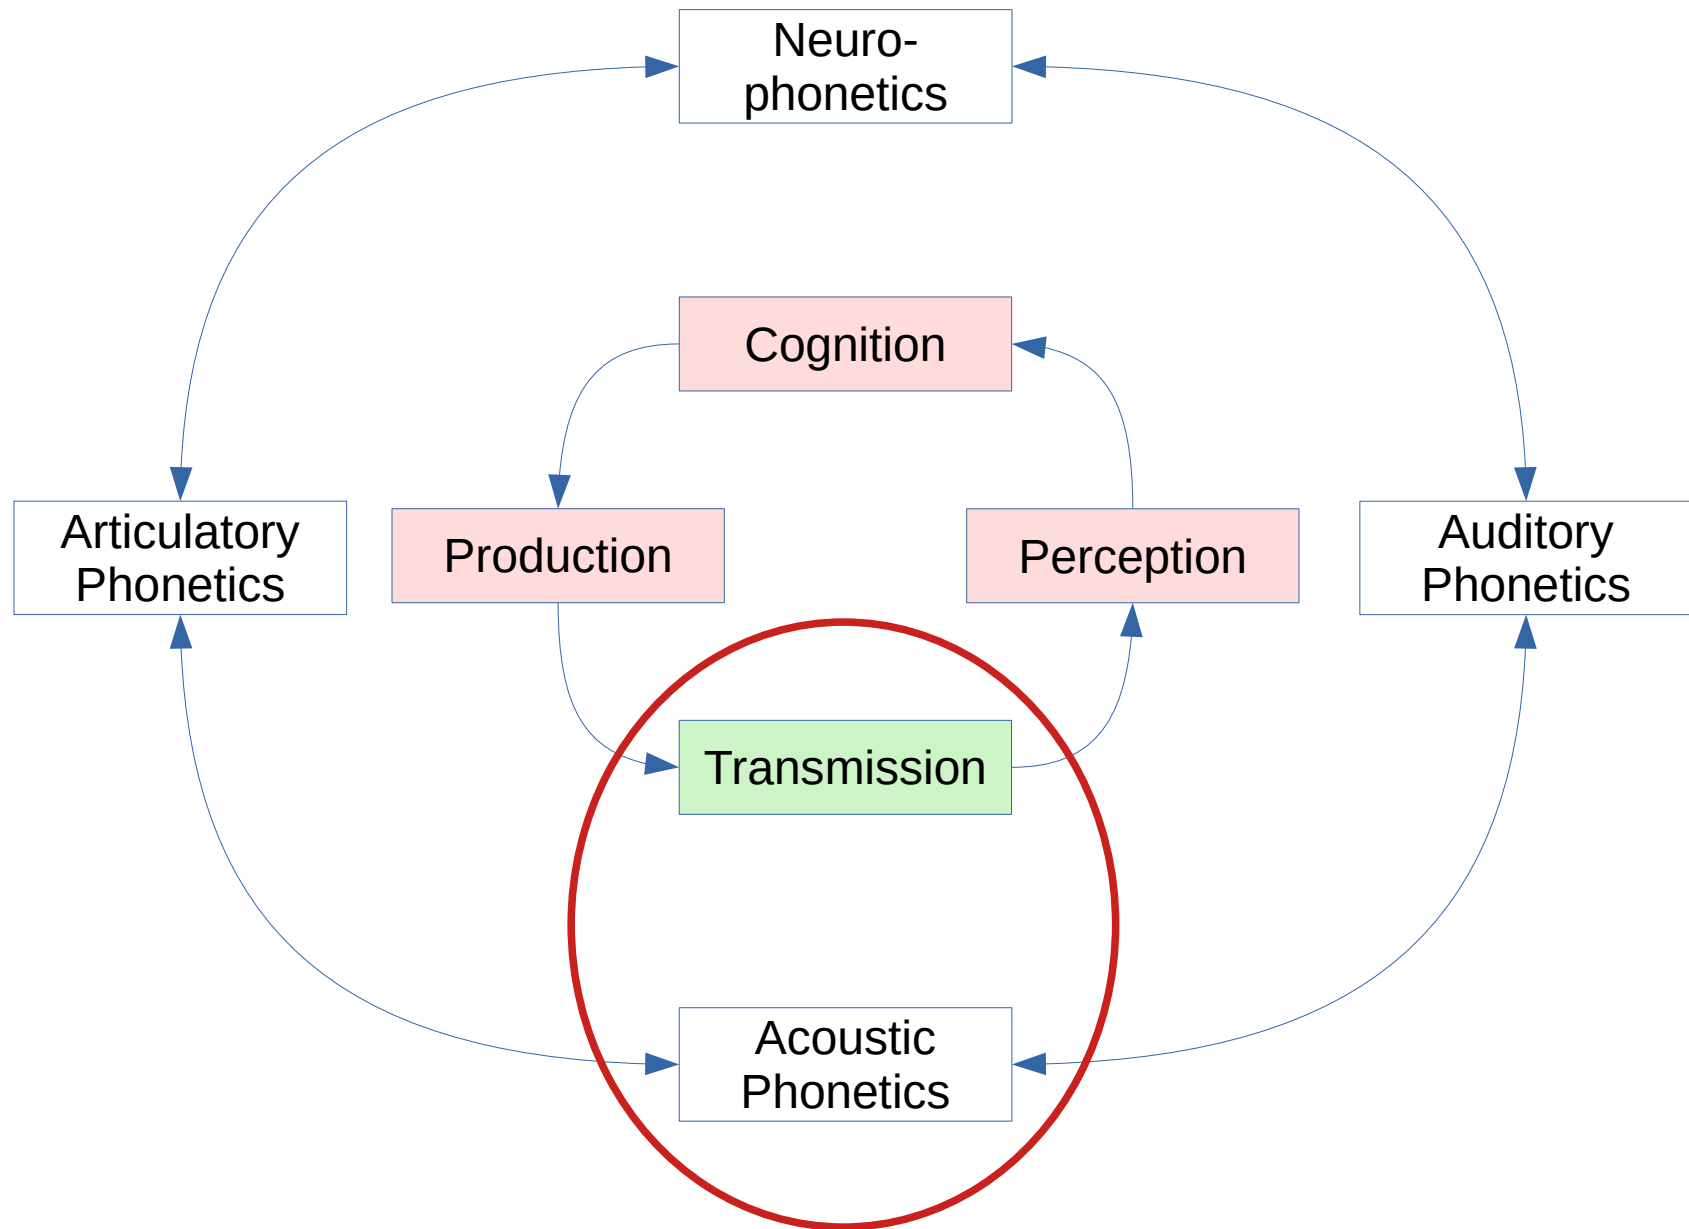 Neuro-
phonetics
Cognition
Articulatory
Phonetics
Production
Perception
Auditory
Phonetics
Transmission
Acoustic
Phonetics